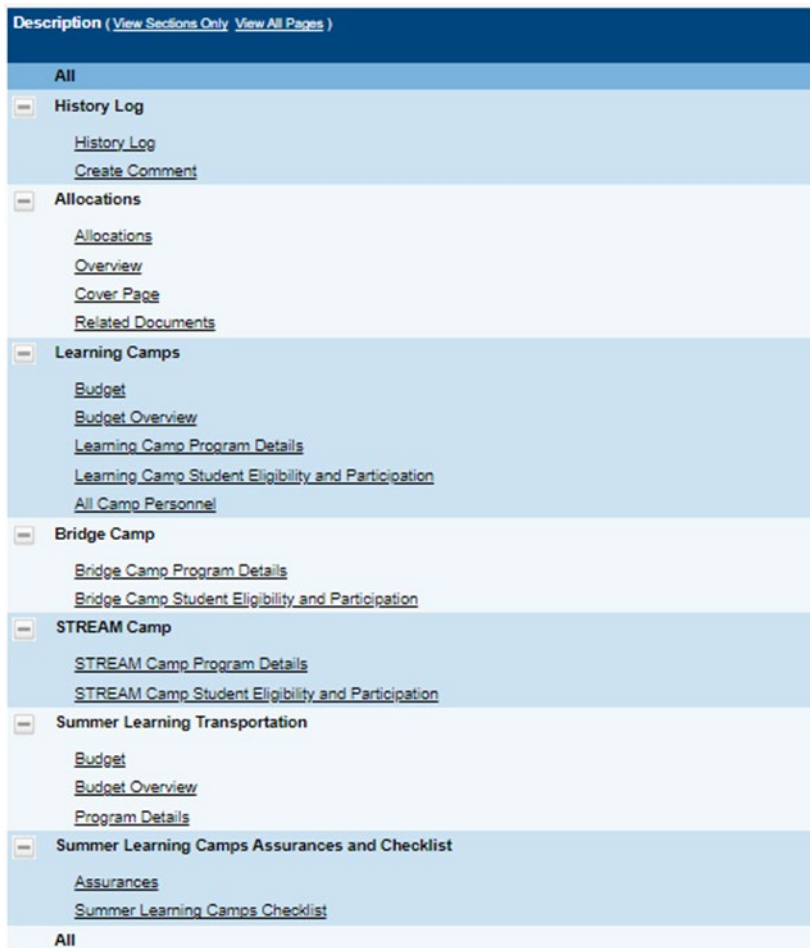 Description ( View Sections Only View All Pages )
All
History Log
History Log
Create Comment
Allocations
Allocations
Overview
Cover Page
Related Documents
Learning Camps
Budget
Budget Overview
Learning Camp Program Details
Learning Camp Student Eligibility and Participation
All Camp Personnel
Bridge Camp
Bridge Camp Program Details
Bridge Camp Student Eligibility and Participation
STREAM Camp
STREAM Camp Program Details
STREAM Camp Student Eligibility and Participation
Summer Learning Transportation
Budget
Budget Overview
Program Details
Summer Learning Camps Assurances and Checklist
Assurances
Summer Learning Camps Checklist
All